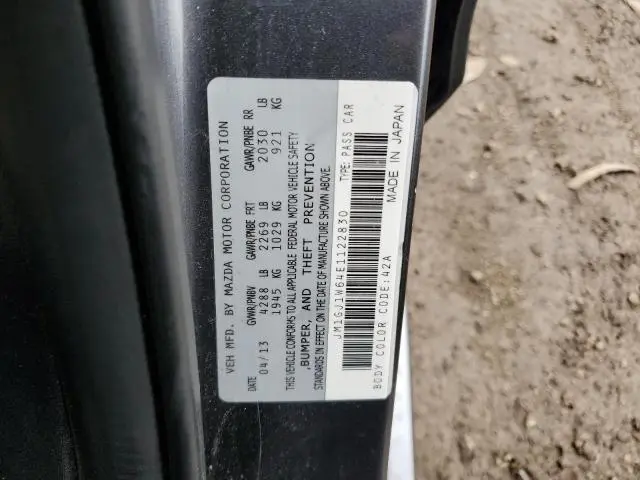 VEH MFD. BY MAZDA MOTOR CORPORATION
DATE GVWR/PNBV LB KG GAWR/PNBE FRT LB KG GAWR/PNBE RR LB KG
04/13 4288 1945 2269 1029 2030 921
THIS VEHICLE CONFORMS TO ALL APPLICABLE FEDERAL MOTOR VEHICLE SAFETY
,BUMPER, AND THEFT PREVENTION
STANDARDS IN EFFECT ON THE DATE OF MANUFACTURE SHOWN ABOVE.
JM1GJ1W64E1122830 TYPE: PASS CAR
BODY COLOR CODE:42A MADE IN JAPAN